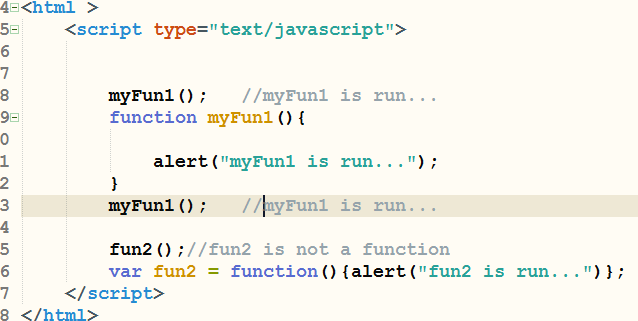 4 <html >
5 <script type="text/javascript">
6
7
8 myFun1(); //myFun1 is run...
9 function myFun1(){
0
1 alert("myFun1 is run...");
2 }
3 myFun1(); //myFun1 is run...
4
5 fun2();//fun2 is not a function
6 var fun2 = function(){alert("fun2 is run...")};
7 </script>
8 </html>